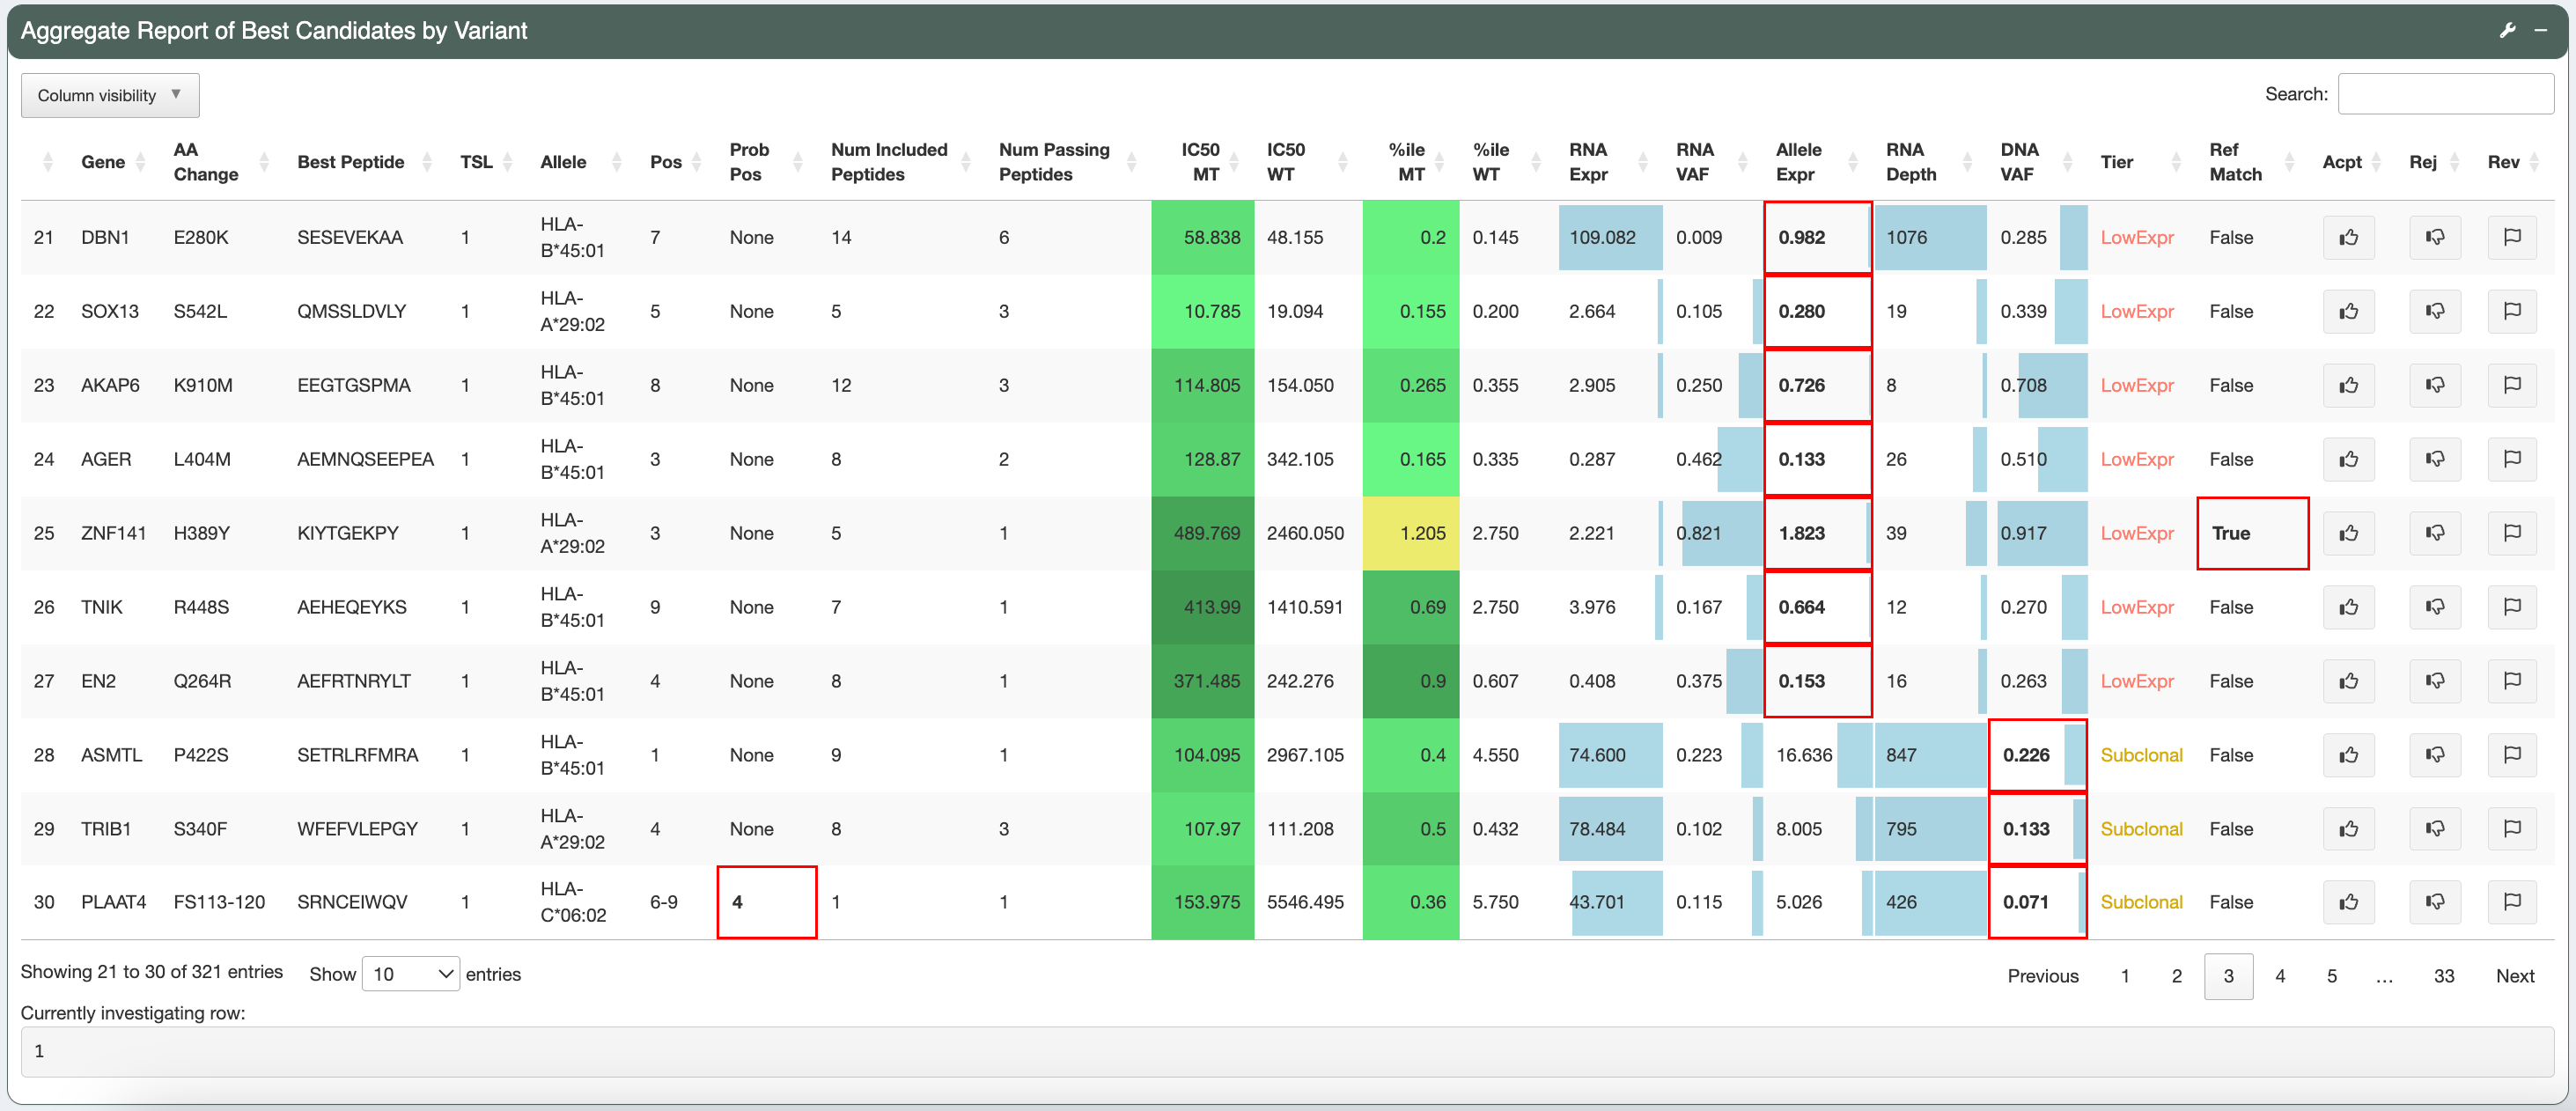 Aggregate Report of Best Candidates by Variant
Column visibility ▼
Search:
Gene AA Change Best Peptide TSL Allele Pos Prob Pos Num Included Peptides Num Passing Peptides IC50 MT IC50 WT %ile MT %ile WT RNA Expr RNA VAF Allele Expr RNA Depth DNA VAF Tier Ref Match Acpt Rej Rev
21 DBN1 E280K SESEVEKAA 1 HLA-B*45:01 7 None 14 6 58.838 48.155 0.2 0.145 109.082 0.009 0.982 1076 0.285 LowExpr False
22 SOX13 S542L QMSSLDVLY 1 HLA-A*29:02 5 None 5 3 10.785 19.094 0.155 0.200 2.664 0.105 0.280 19 0.339 LowExpr False
23 AKAP6 K910M EEGTGSPMA 1 HLA-B*45:01 8 None 12 3 114.805 154.050 0.265 0.355 2.905 0.250 0.726 8 0.708 LowExpr False
24 AGER L404M AEMNQSEEPEA 1 HLA-B*45:01 3 None 8 2 128.87 342.105 0.165 0.335 0.287 0.462 0.133 26 0.510 LowExpr False
25 ZNF141 H389Y KIYTGEKPY 1 HLA-A*29:02 3 None 5 1 489.769 2460.050 1.205 2.750 2.221 0.821 1.823 39 0.917 LowExpr True
26 TNIK R448S AEHEQEYKS 1 HLA-B*45:01 9 None 7 1 413.99 1410.591 0.69 2.750 3.976 0.167 0.664 12 0.270 LowExpr False
27 EN2 Q264R AEFRTNRYLT 1 HLA-B*45:01 4 None 8 1 371.485 242.276 0.9 0.607 0.408 0.375 0.153 16 0.263 LowExpr False
28 ASMTL P422S SETRLRFMRA 1 HLA-B*45:01 1 None 9 1 104.095 2967.105 0.4 4.550 74.600 0.223 16.636 847 0.226 Subclonal False
29 TRIB1 S340F WFEFVLEPGY 1 HLA-A*29:02 4 None 8 3 107.97 111.208 0.5 0.432 78.484 0.102 8.005 795 0.133 Subclonal False
30 PLAAT4 FS113-120 SRNCEIWQV 1 HLA-C*06:02 6-9 4 1 1 153.975 5546.495 0.36 5.750 43.701 0.115 5.026 426 0.071 Subclonal False
Showing 21 to 30 of 321 entries Show 10 entries
Previous 1 2 3 4 5 … 33 Next
Currently investigating row:
1